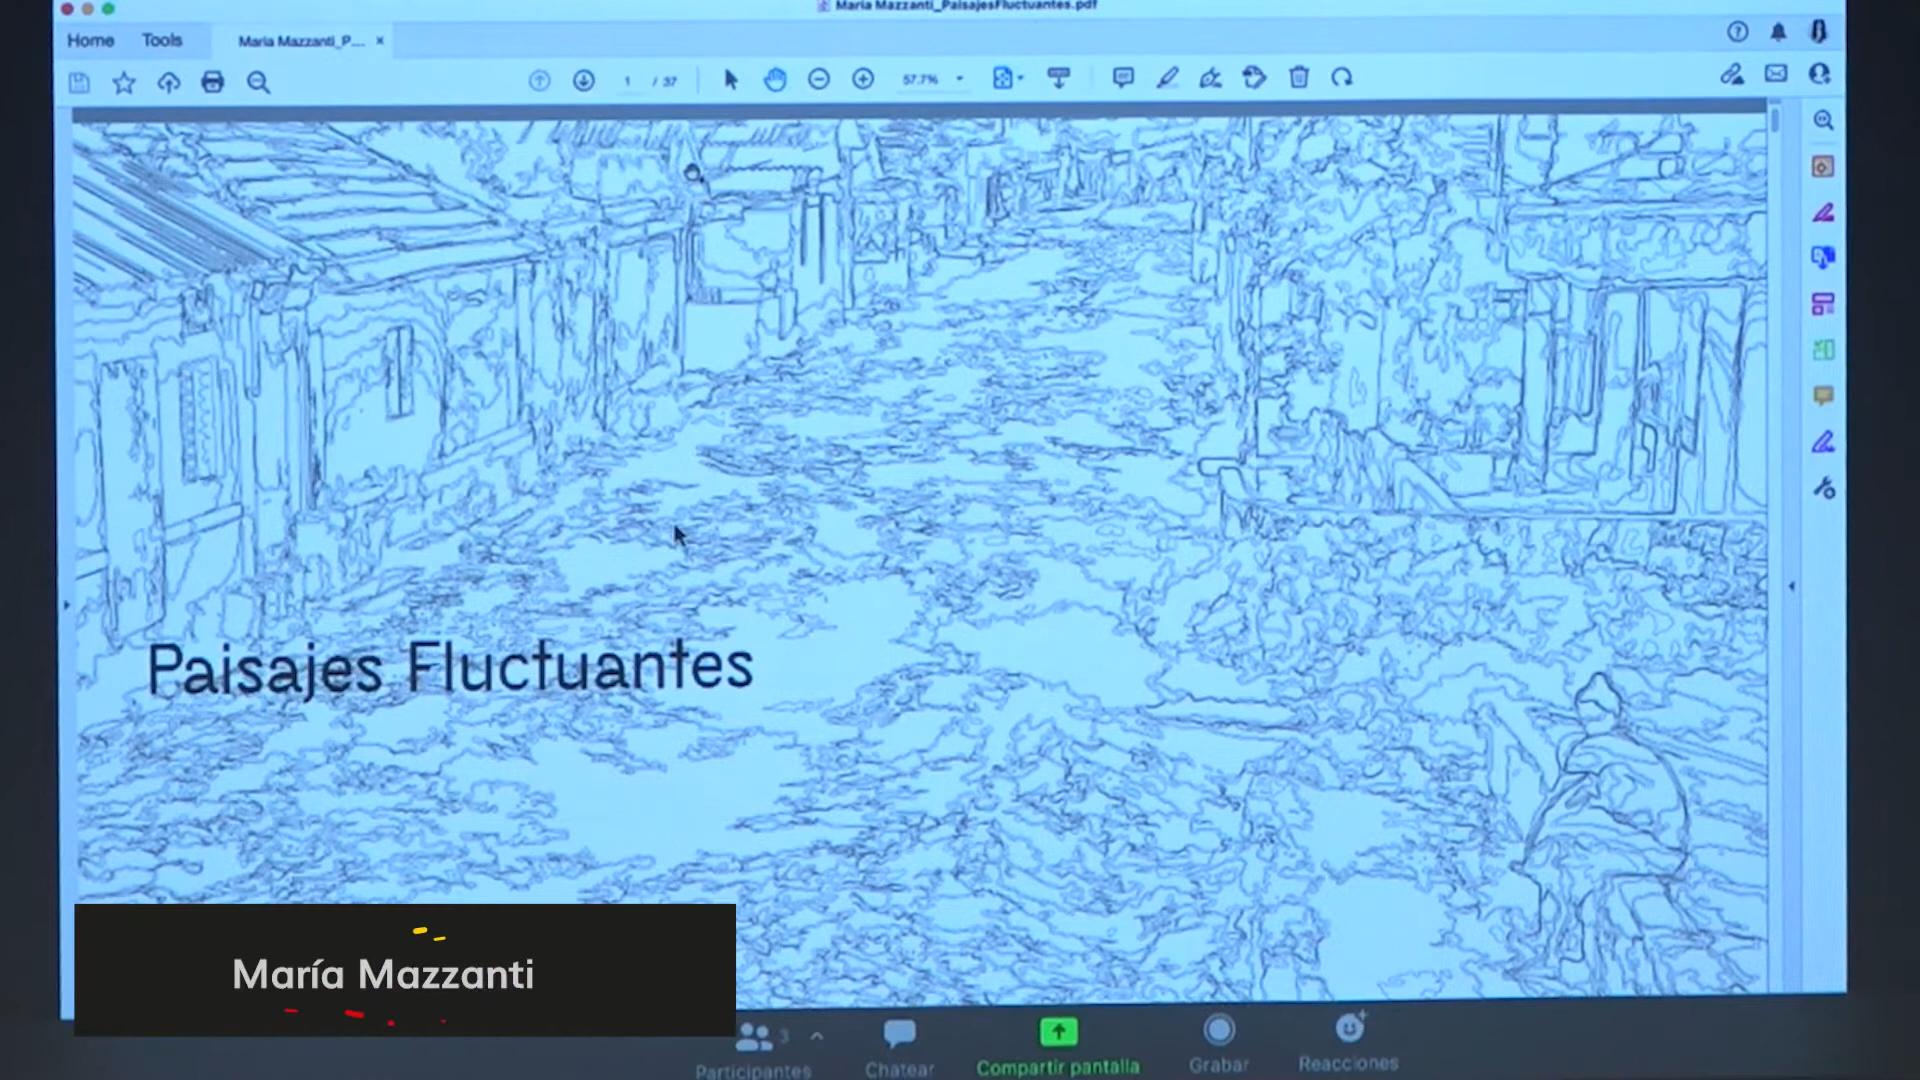 Maria Mazzanti_PaisajesFluctuantes.pdf
Home
Tools
Maria Mazzanti_P...
1 / 37
57.7%
Paisajes Fluctuantes
María Mazzanti
3
Participantes
Chatear
Compartir pantalla
Grabar
Reacciones